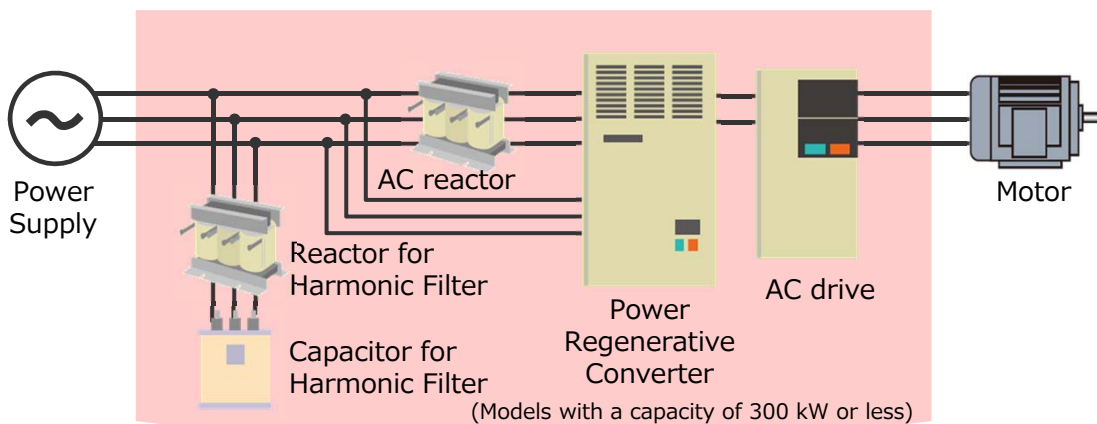 Power
Supply
AC reactor
Reactor for
Harmonic Filter
Capacitor for
Harmonic Filter
Power
Regenerative
Converter
AC drive
Motor
(Models with a capacity of 300 kW or less)